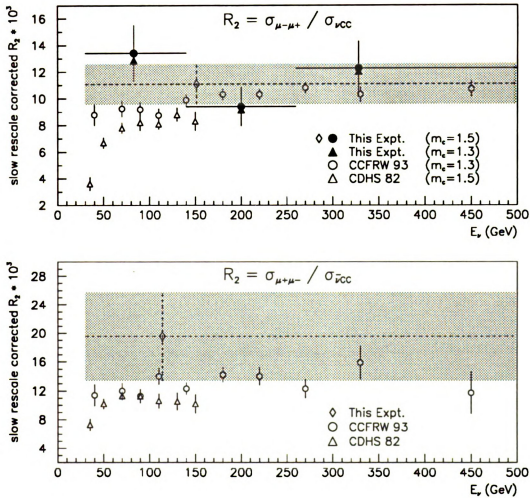 R₂ = σμ−μ+ / σνCC
slow rescale corrected R₂ * 10³
16
14
12
10
8
6
4
2
◊ ● This Expt. (m_c=1.5)
▲ This Expt. (m_c=1.3)
○ CCFRW 93 (m_c=1.3)
△ CDHS 82 (m_c=1.5)
0 50 100 150 200 250 300 350 400 450 500
E_ν (GeV)
R₂ = σμ+μ− / σν̄CC
slow rescale corrected R₂ * 10³
28
24
20
16
12
8
4
◊ This Expt.
○ CCFRW 93
△ CDHS 82
0 50 100 150 200 250 300 350 400 450 500
E_ν (GeV)